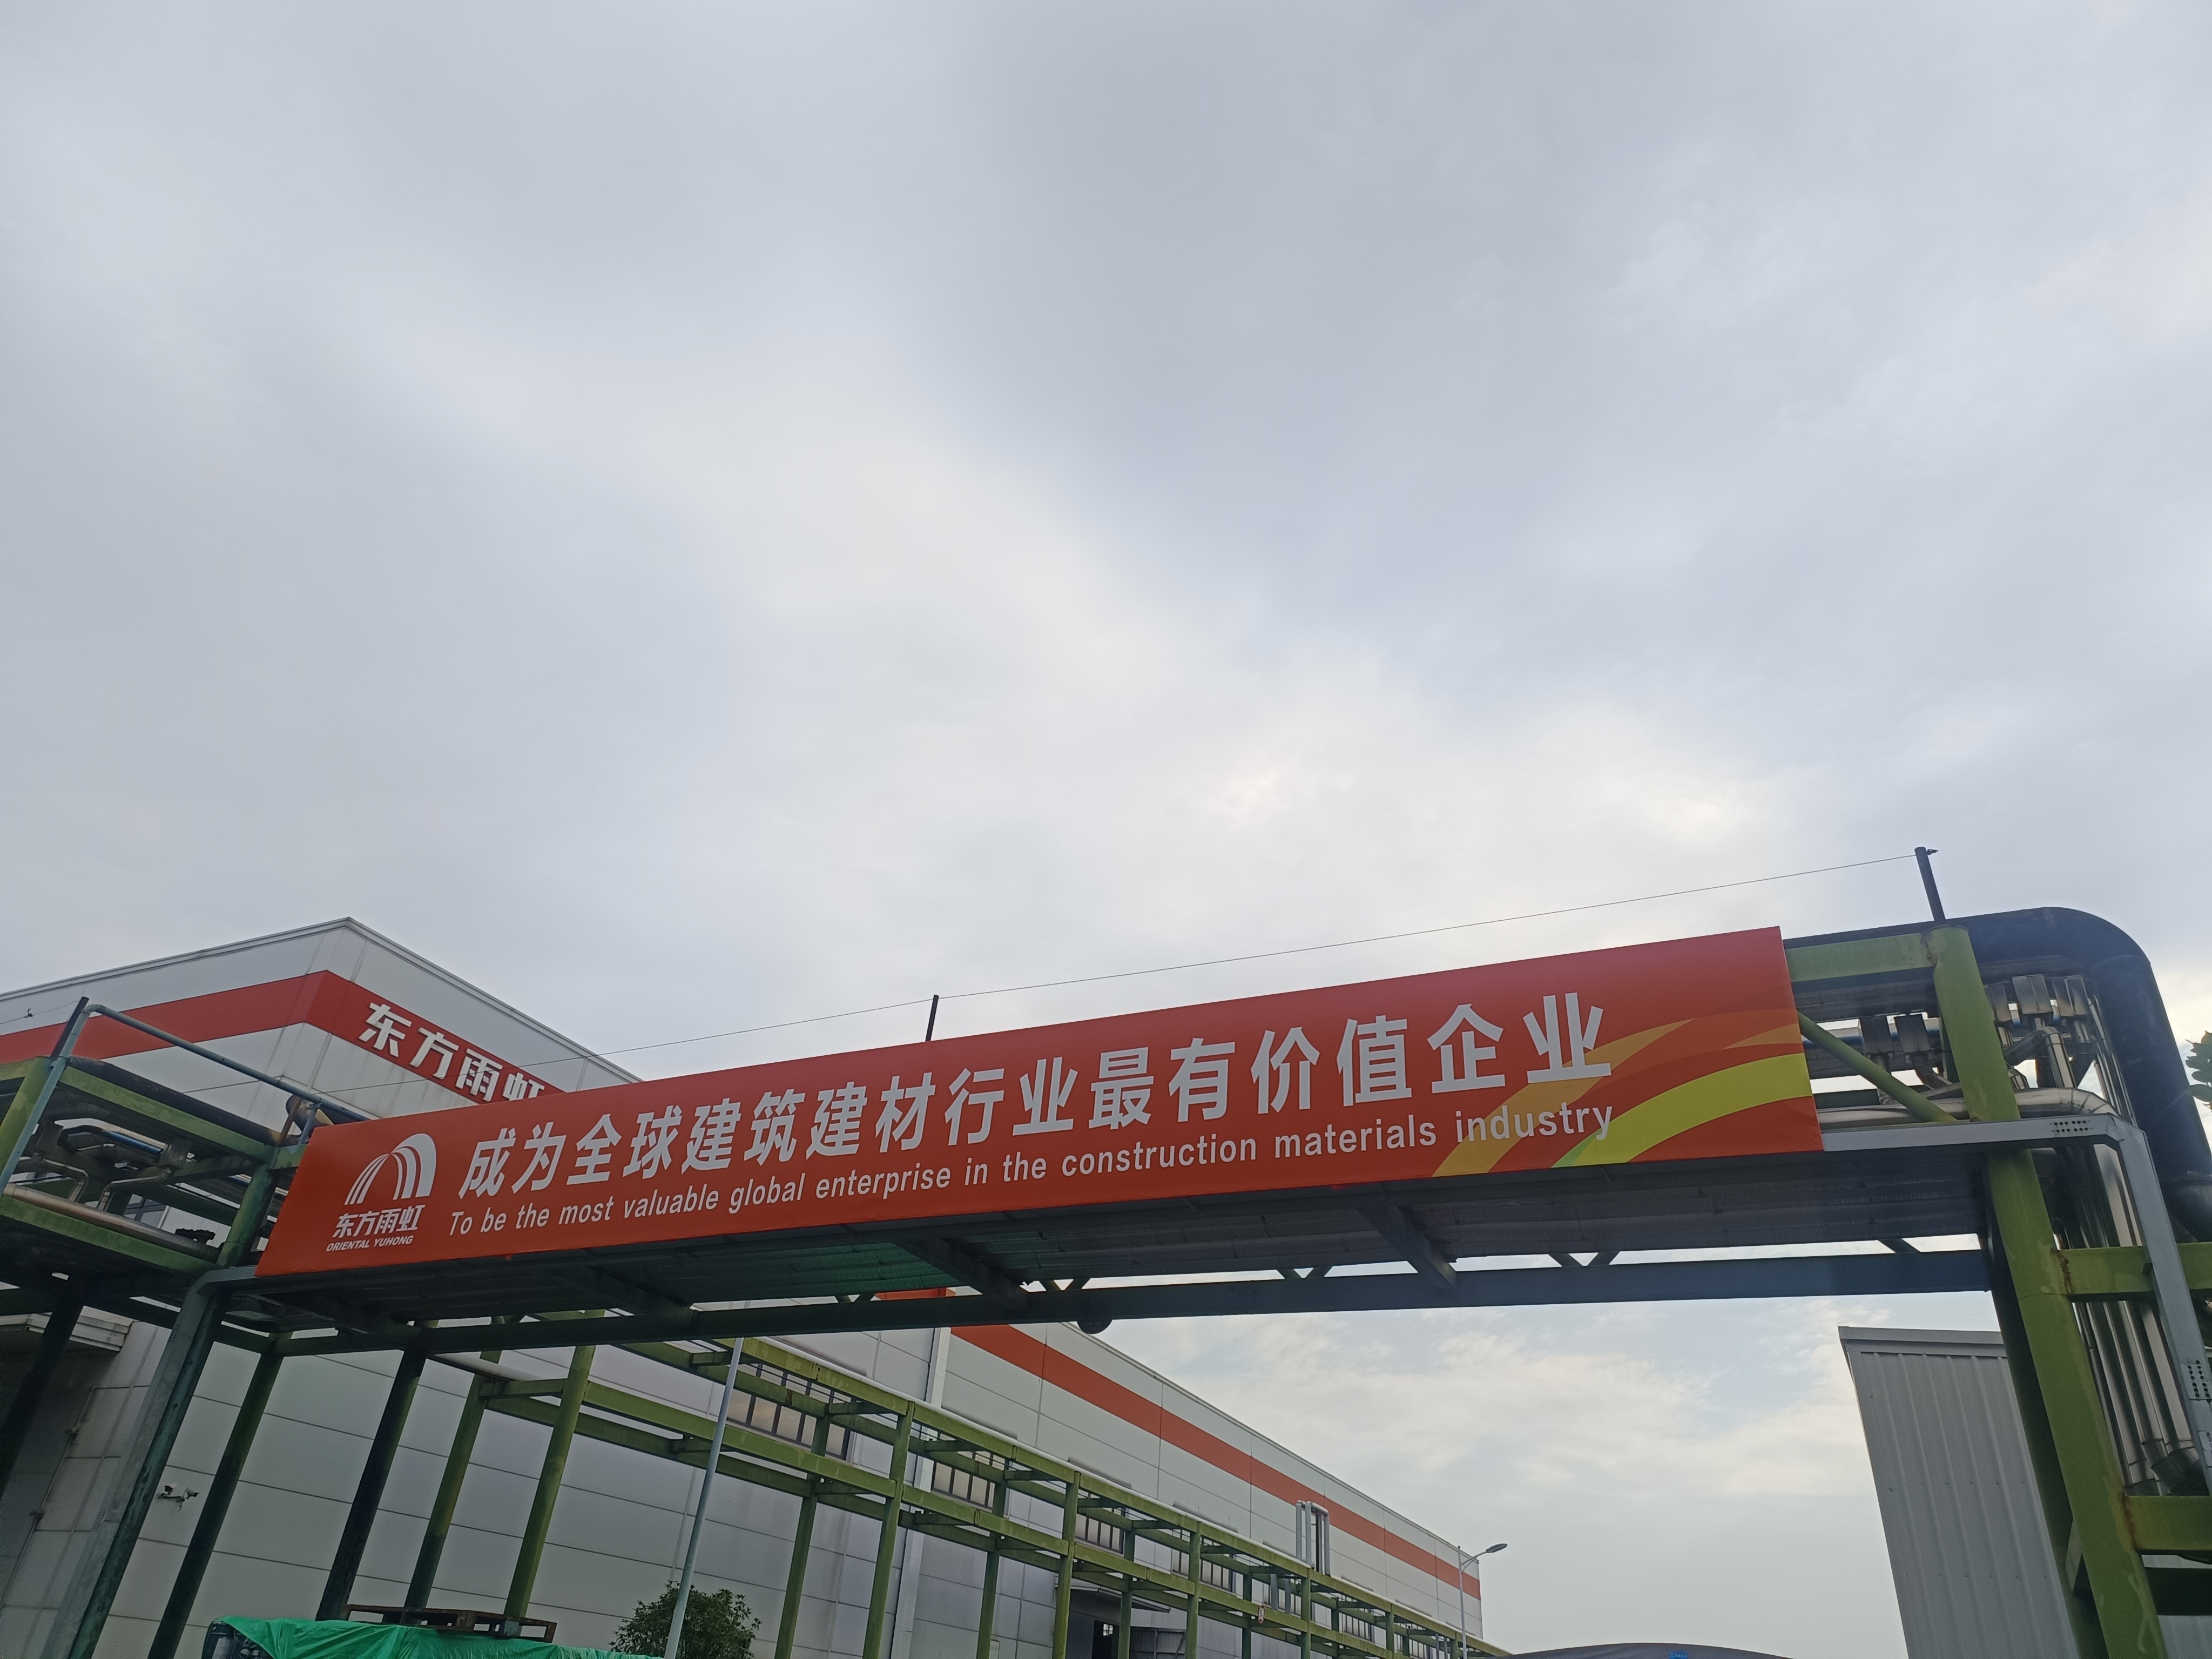 东方雨虹
成为全球建筑建材行业最有价值企业
To be the most valuable global enterprise in the construction materials industry
东方雨虹
ORIENTAL YUHONG